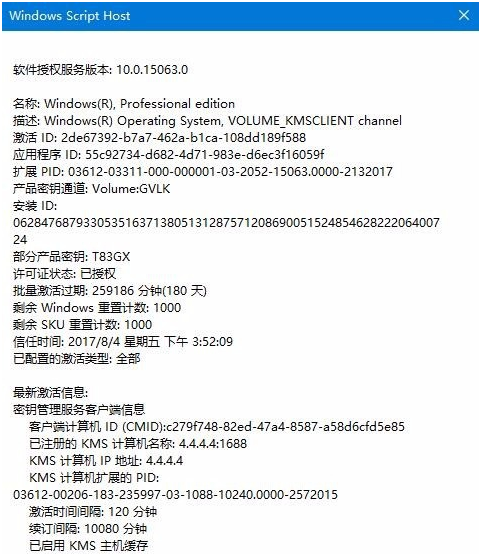 Windows Script Host
软件授权服务版本: 10.0.15063.0
名称: Windows(R), Professional edition
描述: Windows(R) Operating System, VOLUME_KMSCLIENT channel
激活 ID: 2de67392-b7a7-462a-b1ca-108dd189f588
应用程序 ID: 55c92734-d682-4d71-983e-d6ec3f16059f
扩展 PID: 03612-03311-000-000001-03-2052-15063.0000-2132017
产品密钥通道: Volume:GVLK
安装 ID:
0628476879330535163713805131287571208690051524854628222064007
24
部分产品密钥: T83GX
许可证状态: 已授权
批量激活过期: 259186 分钟(180 天)
剩余 Windows 重置计数: 1000
剩余 SKU 重置计数: 1000
信任时间: 2017/8/4 星期五 下午 3:52:09
已配置的激活类型: 全部
最新激活信息:
密钥管理服务客户端信息
客户端计算机 ID (CMID):c279f748-82ed-47a4-8587-a58d6cfd5e85
已注册的 KMS 计算机名称: 4.4.4.4:1688
KMS 计算机 IP 地址: 4.4.4.4
KMS 计算机扩展的 PID:
03612-00206-183-235997-03-1088-10240.0000-2572015
激活时间间隔: 120 分钟
续订间隔: 10080 分钟
已启用 KMS 主机缓存